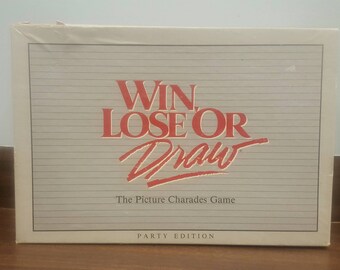 WIN,
LOSE OR
Draw
The Picture Charades Game
PARTY EDITION